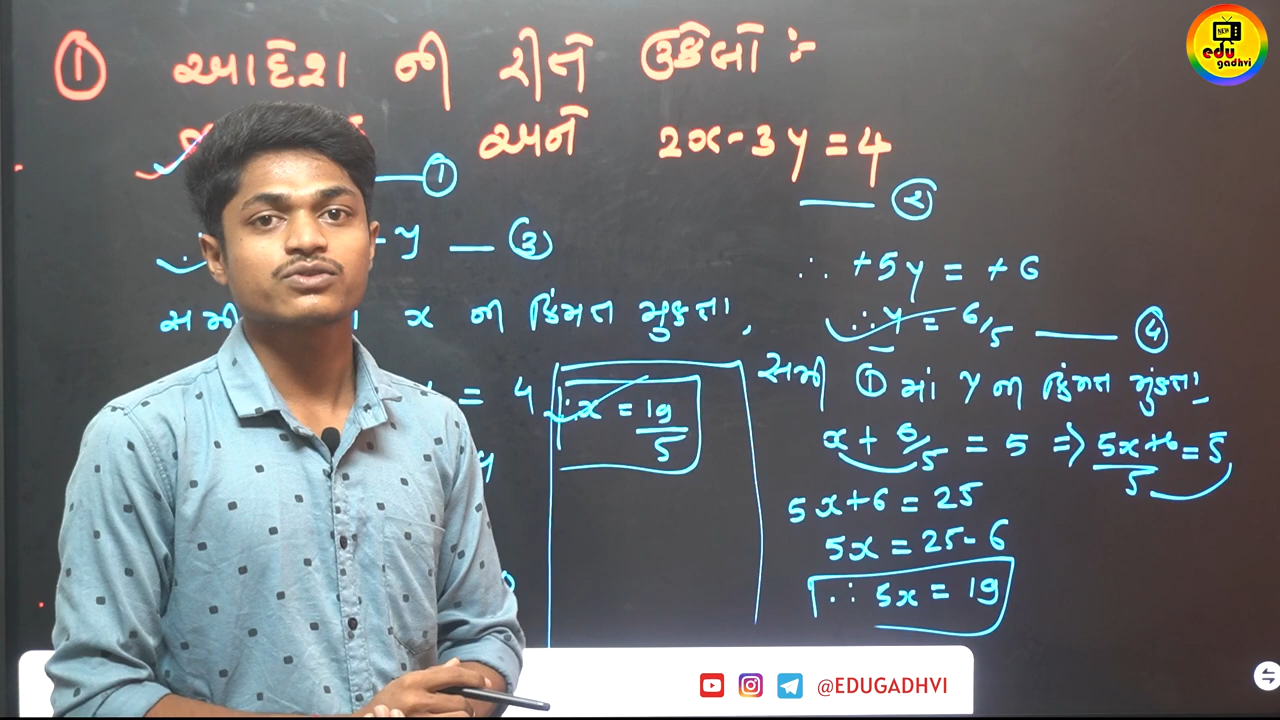 ① આદેશ ની રીતે ઉકેલો :-
અને 2x-3y=4
— ①
— ②
-y — ③
સમી x ની કિંમત મુકતા,
= 4
y
∴ x = 19/5
∴ +5y = +6
∴ y = 6/5 — ④
સમી ① માં y ની કિંમત મુકતા,
x + 6/5 = 5 => 5x+6/5 = 5
5x+6 = 25
5x = 25-6
∴ 5x = 19
NEW
edu
gadhvi
@EDUGADHVI